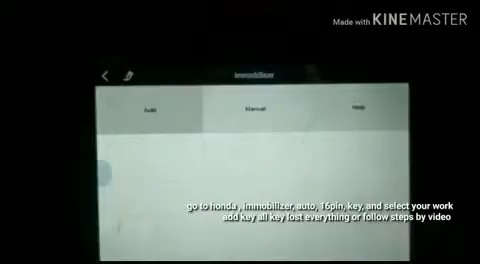 Made with KINEMASTER
immobilizer
Auto Manual Help
go to honda , immobilizer, auto, 16pin, key, and select your work
add key all key lost everything or follow steps by video